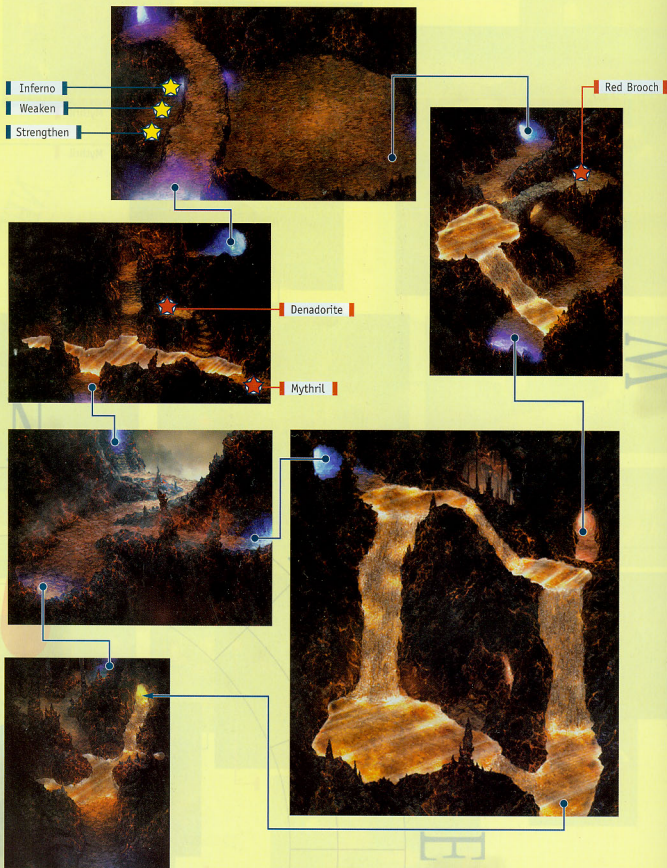 Inferno
Weaken
Strengthen
Red Brooch
Denadorite
Mythril
M
N
E